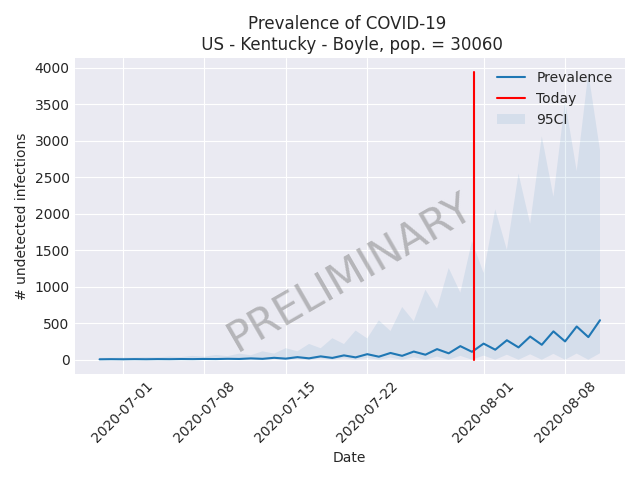 Prevalence of COVID-19
US - Kentucky - Boyle, pop. = 30060
4000
3500
3000
2500
2000
1500
1000
500
0
# undetected infections
Prevalence
Today
95CI
PRELIMINARY
2020-07-01
2020-07-08
2020-07-15
2020-07-22
2020-08-01
2020-08-08
Date